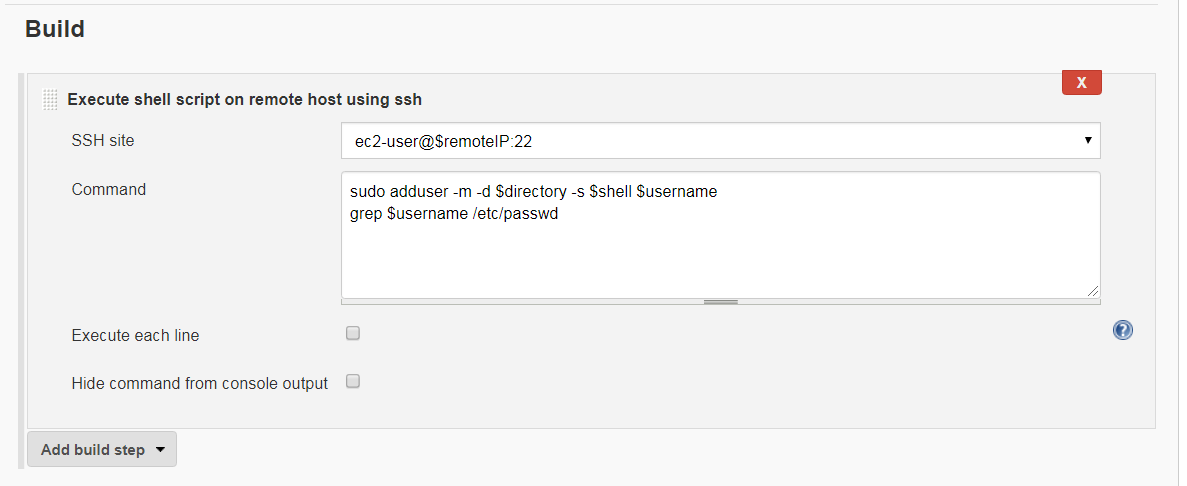 Build
X
Execute shell script on remote host using ssh
SSH site
ec2-user@$remoteIP:22
Command
sudo adduser -m -d $directory -s $shell $username
grep $username /etc/passwd
Execute each line
?
Hide command from console output
Add build step